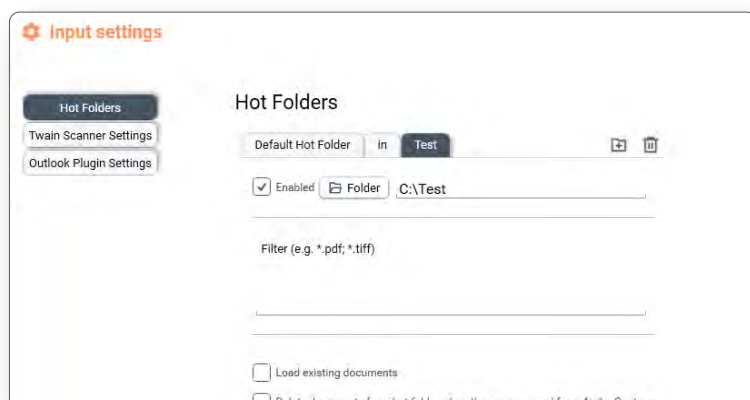 Input settings
Hot Folders
Twain Scanner Settings
Outlook Plugin Settings
Hot Folders
Default Hot Folder in Test
Enabled Folder C:\Test
Filter (e.g. *.pdf; *.tiff)
Load existing documents